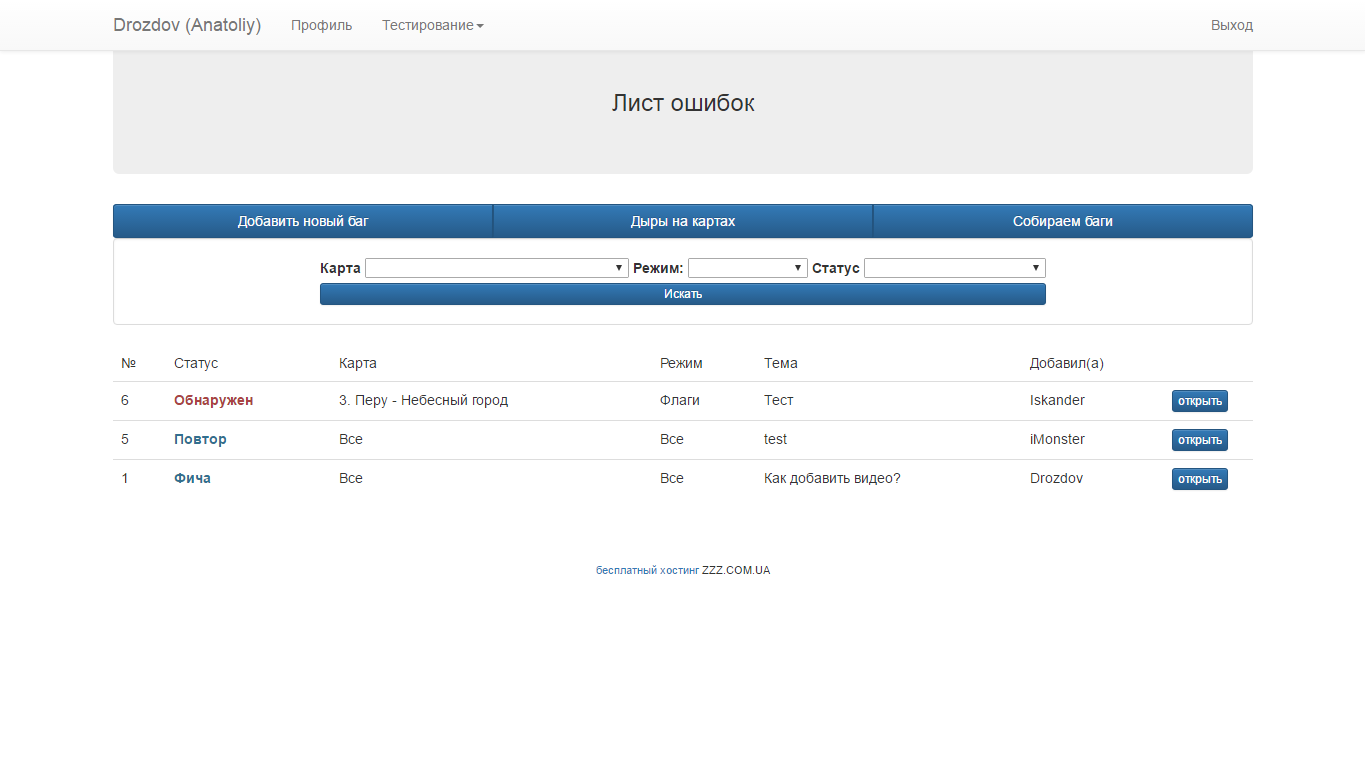 Drozdov (Anatoliy) Профиль Тестирование Выход
Лист ошибок
Добавить новый баг Дыры на картах Собираем баги
Карта Режим: Статус
Искать
№ Статус Карта Режим Тема Добавил(а)
6 Обнаружен 3. Перу - Небесный город Флаги Тест Iskander открыть
5 Повтор Все Все test iMonster открыть
1 Фича Все Все Как добавить видео? Drozdov открыть
бесплатный хостинг ZZZ.COM.UA